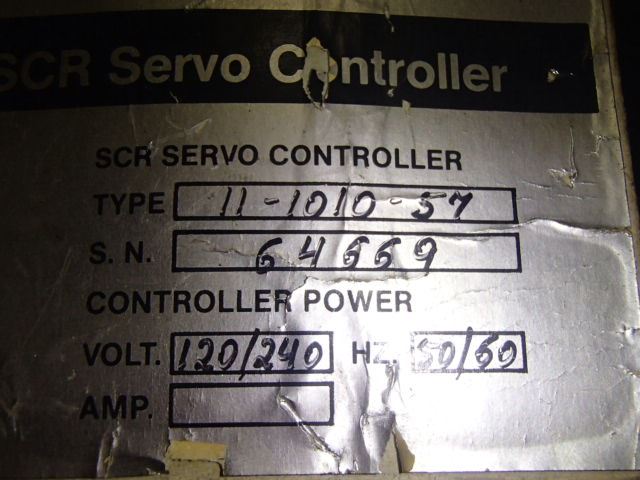 SCR Servo Controller
SCR SERVO CONTROLLER
TYPE 11-1010-57
S. N. 64669
CONTROLLER POWER
VOLT. 120/240 HZ. 50/60
AMP.